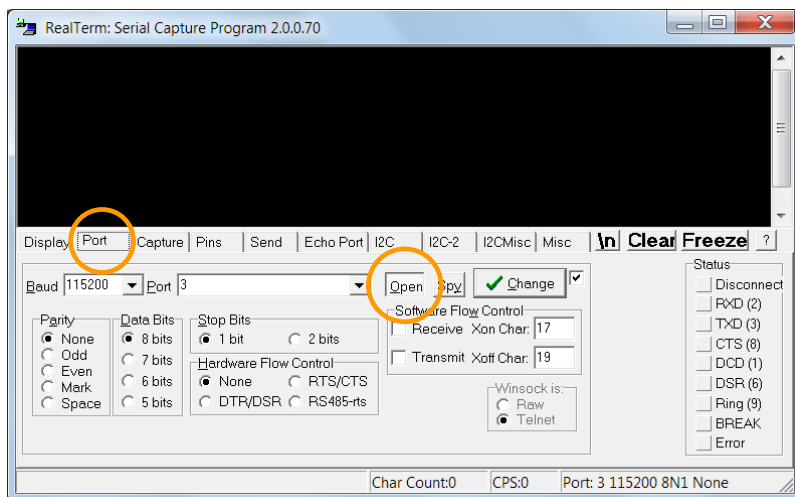 RealTerm: Serial Capture Program 2.0.0.70
Display Port Capture Pins Send Echo Port I2C I2C-2 I2CMisc Misc \n Clear Freeze ?
Baud 115200 Port 3 Open Spy Change
Status
Parity
None
Odd
Even
Mark
Space
Data Bits
8 bits
7 bits
6 bits
5 bits
Stop Bits
1 bit 2 bits
Hardware Flow Control
None RTS/CTS
DTR/DSR RS485-rts
Software Flow Control
Receive Xon Char: 17
Transmit Xoff Char: 19
Winsock is:
Raw
Telnet
Disconnect
RXD (2)
TXD (3)
CTS (8)
DCD (1)
DSR (6)
Ring (9)
BREAK
Error
Char Count:0 CPS:0 Port: 3 115200 8N1 None